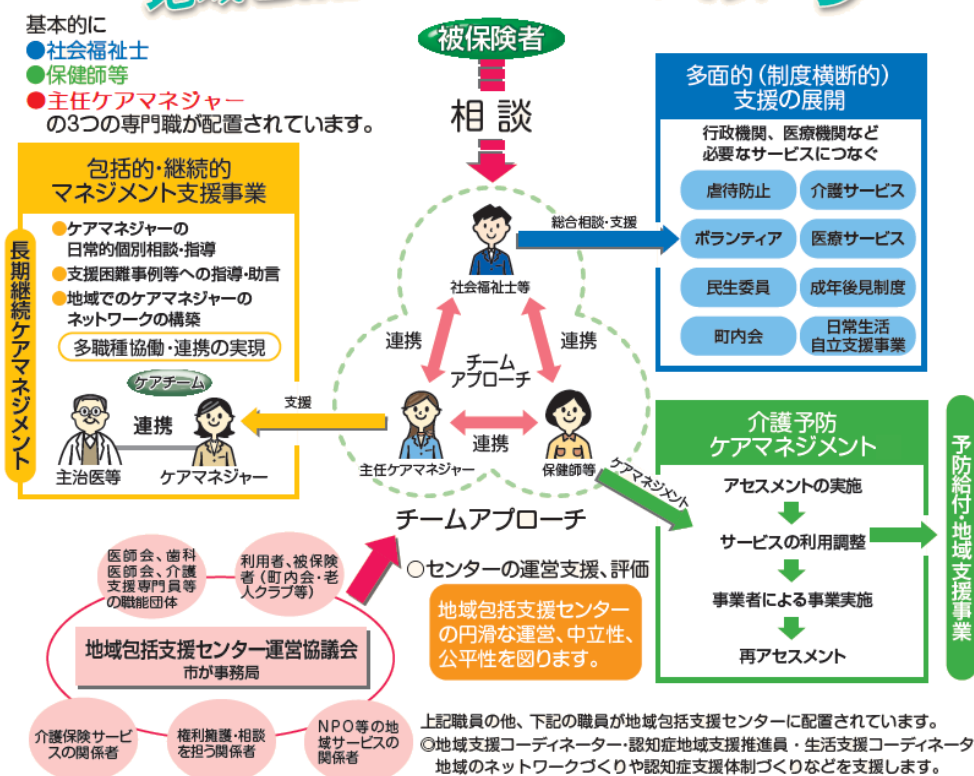 基本的に
●社会福祉士
●保健師等
●主任ケアマネジャー
の3つの専門職が配置されています。
被保険者
相談
包括的・継続的
マネジメント支援事業
●ケアマネジャーの
日常的個別相談・指導
●支援困難事例等への指導・助言
●地域でのケアマネジャーの
ネットワークの構築
多職種協働・連携の実現
ケアチーム
連携
主治医等
ケアマネジャー
長期継続ケアマネジメント
支援
社会福祉士等
連携
連携
チーム
アプローチ
連携
主任ケアマネジャー
保健師等
チームアプローチ
総合相談・支援
多面的(制度横断的)
支援の展開
行政機関、医療機関など
必要なサービスにつなぐ
虐待防止
介護サービス
ボランティア
医療サービス
民生委員
成年後見制度
町内会
日常生活
自立支援事業
ケアマネジメント
介護予防
ケアマネジメント
アセスメントの実施
サービスの利用調整
事業者による事業実施
再アセスメント
予防給付・地域支援事業
○センターの運営支援、評価
地域包括支援センター
の円滑な運営、中立性、
公平性を図ります。
医師会、歯科
医師会、介護
支援専門員等
の職能団体
利用者、被保険
者(町内会・老
人クラブ等)
地域包括支援センター運営協議会
市が事務局
介護保険サービ
スの関係者
権利擁護・相談
を担う関係者
NPO等の地
域サービスの
関係者
上記職員の他、下記の職員が地域包括支援センターに配置されています。
◎地域支援コーディネーター・認知症地域支援推進員・生活支援コーディネータ
地域のネットワークづくりや認知症支援体制づくりなどを支援します。